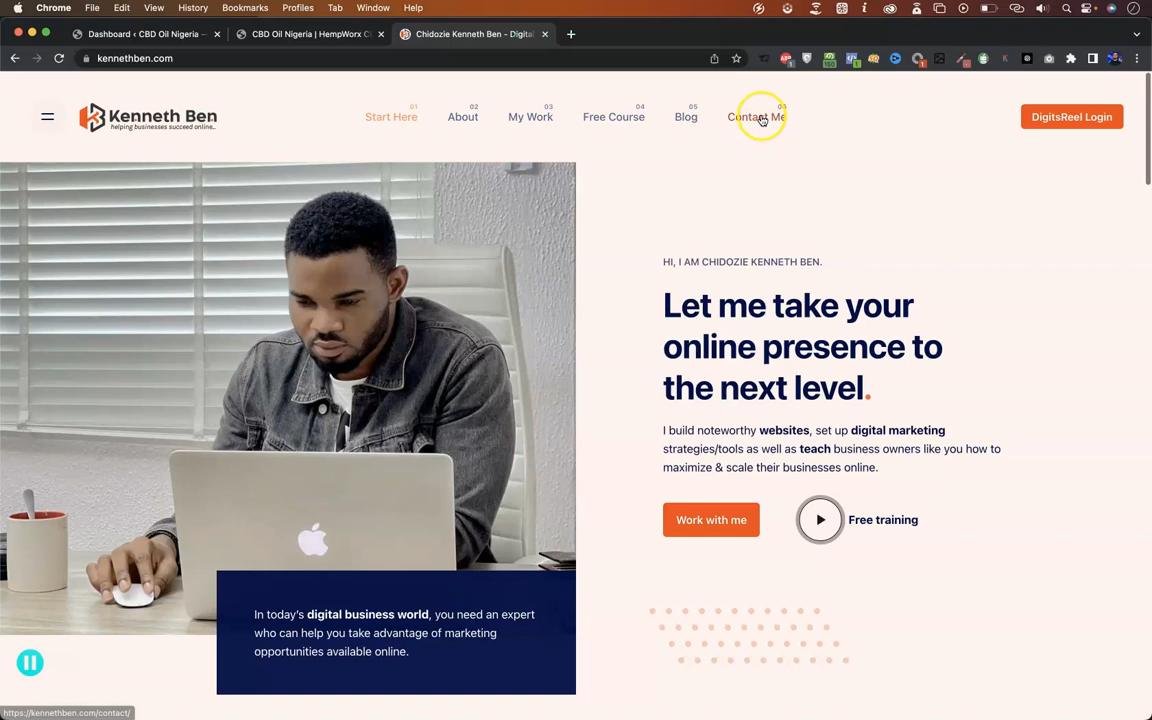 Chrome File Edit View History Bookmarks Profiles Tab Window Help
Dashboard ‹ CBD Oil Nigeria —
CBD Oil Nigeria | HempWorx C
Chidozie Kenneth Ben - Digital
kennethben.com
Kenneth Ben
helping businesses succeed online..
01
Start Here
02
About
03
My Work
04
Free Course
05
Blog
Contact Me
DigitsReel Login
HI, I AM CHIDOZIE KENNETH BEN.
Let me take your
online presence to
the next level.
I build noteworthy websites, set up digital marketing
strategies/tools as well as teach business owners like you how to
maximize & scale their businesses online.
Work with me
Free training
In today's digital business world, you need an expert
who can help you take advantage of marketing
opportunities available online.
https://kennethben.com/contact/